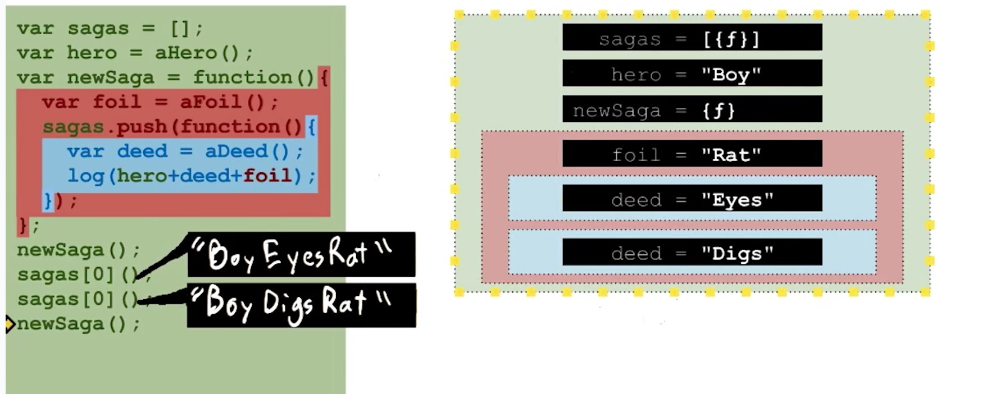 var sagas = [];
var hero = aHero();
var newSaga = function(){
var foil = aFoil();
sagas.push(function(){
var deed = aDeed();
log(hero+deed+foil);
});
};
newSaga();
sagas[0]();
"Boy Eyes Rat"
sagas[0]();
"Boy Digs Rat"
newSaga();
sagas = [{f}]
hero = "Boy"
newSaga = {f}
foil = "Rat"
deed = "Eyes"
deed = "Digs"